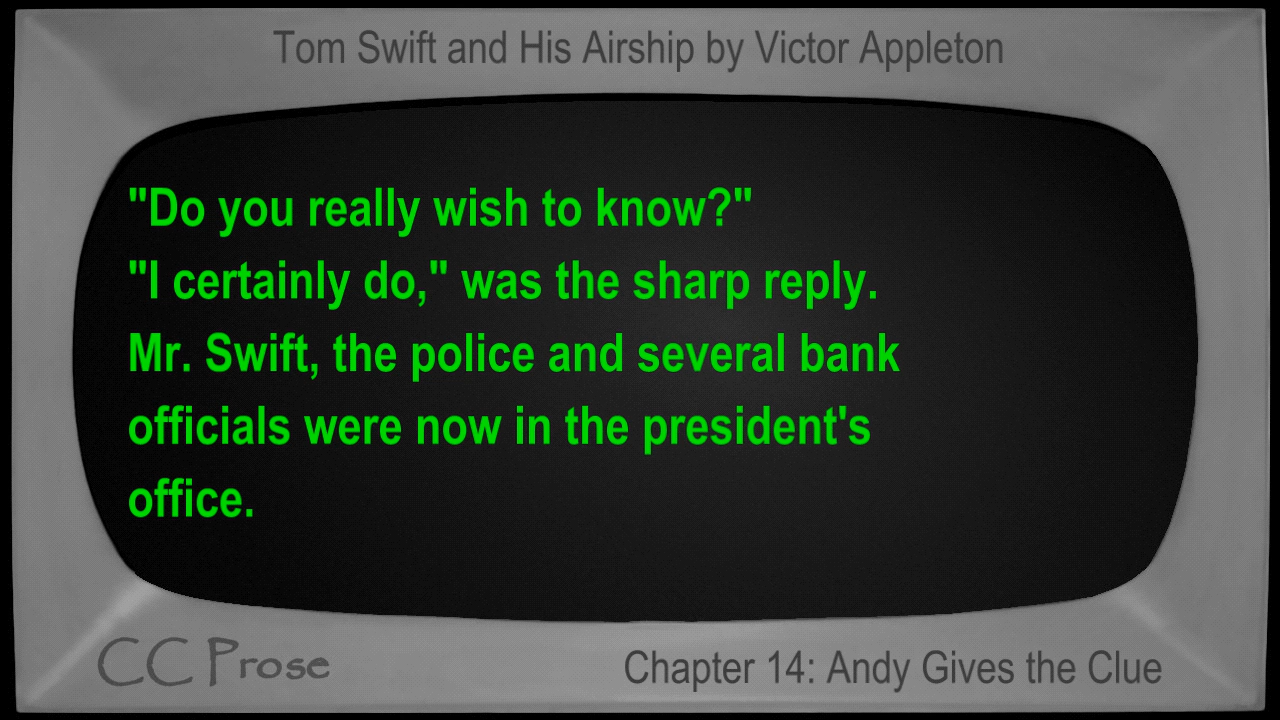 Tom Swift and His Airship by Victor Appleton
"Do you really wish to know?"
"I certainly do," was the sharp reply.
Mr. Swift, the police and several bank
officials were now in the president's
office.
CC Prose
Chapter 14: Andy Gives the Clue